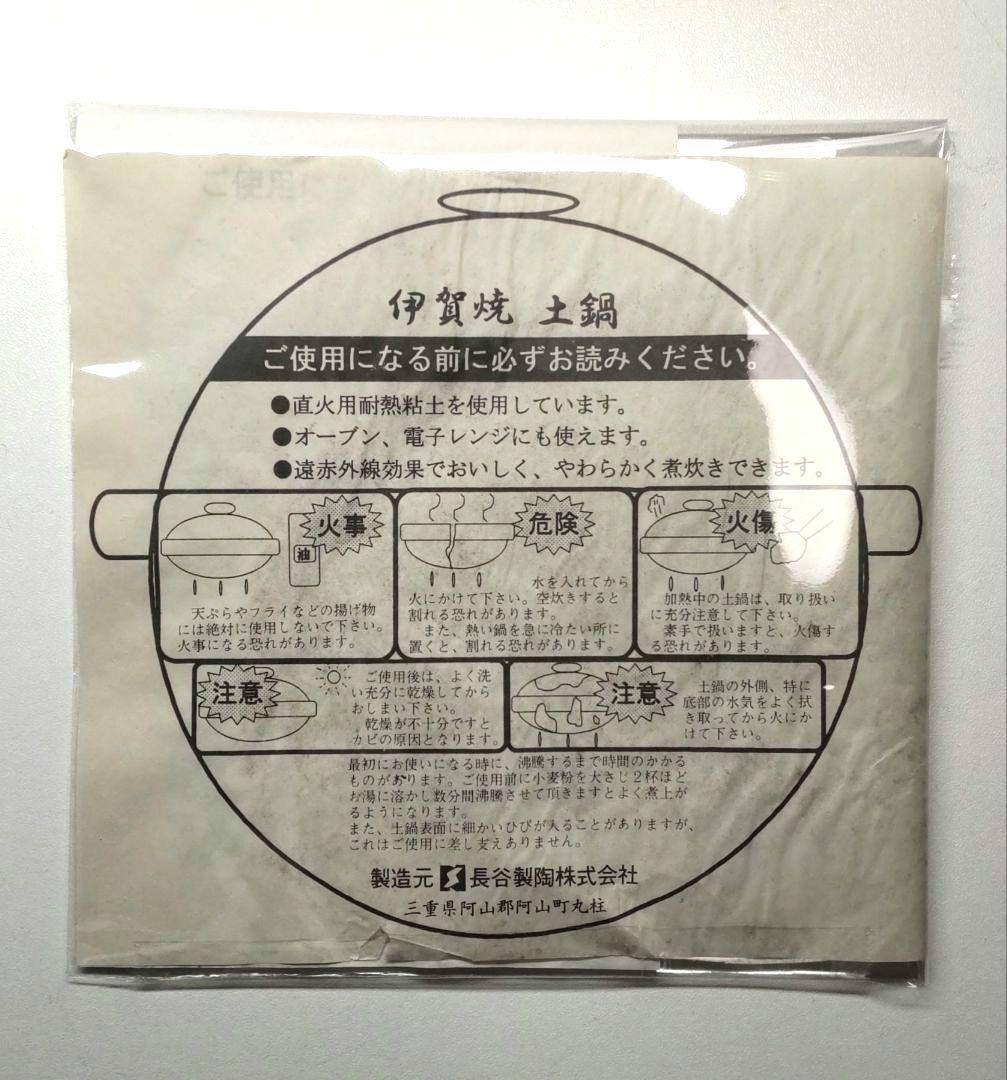 ご使用
伊賀焼 土鍋
ご使用になる前に必ずお読みください。
●直火用耐熱粘土を使用しています。
●オーブン、電子レンジにも使えます。
●遠赤外線効果でおいしく、やわらかく煮炊きできます。
火事
油
天ぷらやフライなどの揚げ物
には絶対に使用しないで下さい。
火事になる恐れがあります。
危険
水を入れてから
火にかけて下さい。空炊きすると
割れる恐れがあります。
また、熱い鍋を急に冷たい所に
置くと、割れる恐れがあります。
火傷
加熱中の土鍋は、取り扱い
に充分注意して下さい。
素手で扱いますと、火傷す
る恐れがあります。
注意
ご使用後は、よく洗
い充分に乾燥してから
おしまい下さい。
乾燥が不十分ですと
カビの原因となります。
注意
土鍋の外側、特に
底部の水気をよく拭
き取ってから火にか
けて下さい。
最初にお使いになる時に、沸騰するまで時間のかかる
ものがあります。ご使用前に小麦粉を大さじ2杯ほど
お湯に溶かし数分間沸騰させて頂きますとよく煮上が
るようになります。
また、土鍋表面に細かいひびが入ることがありますが、
これはご使用に差し支えありません。
製造元 長谷製陶株式会社
三重県阿山郡阿山町丸柱